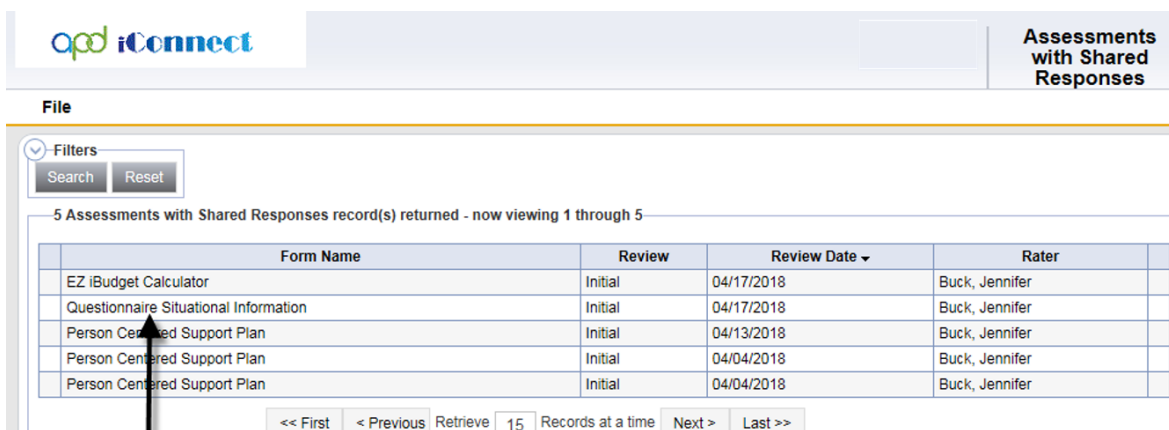 apd iConnect
Assessments
with Shared
Responses
File
Filters
Search Reset
5 Assessments with Shared Responses record(s) returned - now viewing 1 through 5
Form Name Review Review Date Rater
EZ iBudget Calculator Initial 04/17/2018 Buck, Jennifer
Questionnaire Situational Information Initial 04/17/2018 Buck, Jennifer
Person Centered Support Plan Initial 04/13/2018 Buck, Jennifer
Person Centered Support Plan Initial 04/04/2018 Buck, Jennifer
Person Centered Support Plan Initial 04/04/2018 Buck, Jennifer
<< First < Previous Retrieve 15 Records at a time Next > Last >>